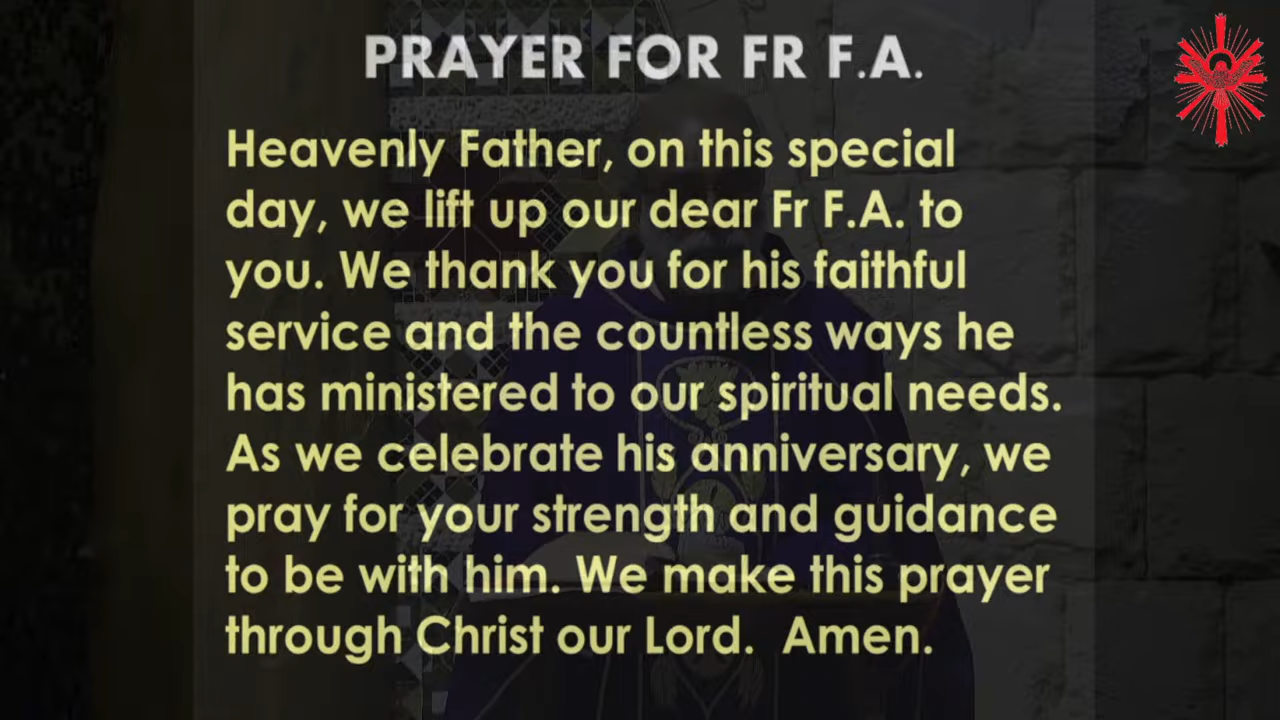 PRAYER FOR FR F.A.
Heavenly Father, on this special
day, we lift up our dear Fr F.A. to
you. We thank you for his faithful
service and the countless ways he
has ministered to our spiritual needs.
As we celebrate his anniversary, we
pray for your strength and guidance
to be with him. We make this prayer
through Christ our Lord.  Amen.